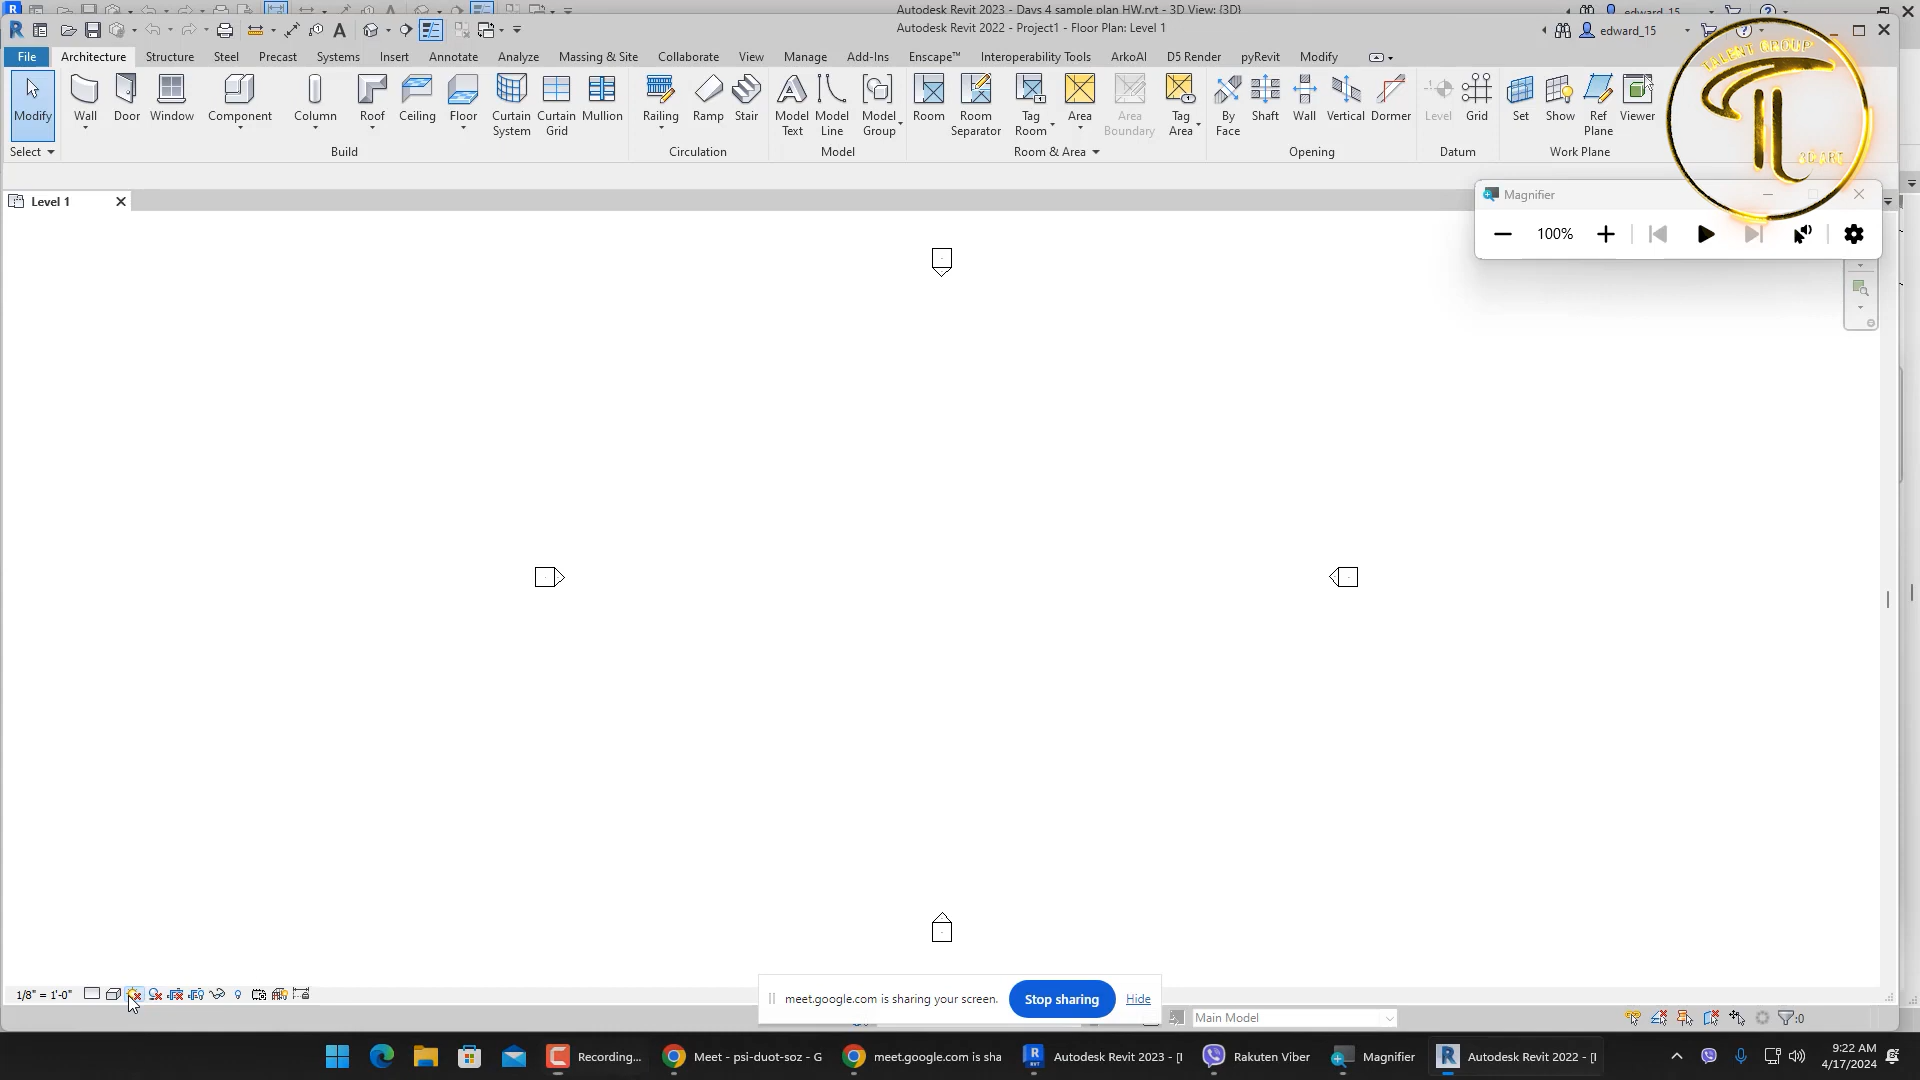 Autodesk Revit 2023 - Days 4 sample plan HW.rvt - 3D View: {3D}
edward_15
Autodesk Revit 2022 - Project1 - Floor Plan: Level 1
edward_15
File Architecture Structure Steel Precast Systems Insert Annotate Analyze Massing & Site Collaborate View Manage Add-Ins Enscape™ Interoperability Tools ArkoAI D5 Render pyRevit Modify
TALENT GROUP
Modify Wall Door Window Component Column Roof Ceiling Floor Curtain System Curtain Grid Mullion Railing Ramp Stair Model Text Model Line Model Group Room Room Separator Tag Room Area Area Boundary Tag Area By Face Shaft Wall Vertical Dormer Level Grid Set Show Ref Plane Viewer
Select Build Circulation Model Room & Area Opening Datum Work Plane
Level 1
Magnifier
100%
1/8" = 1'-0"
meet.google.com is sharing your screen. Stop sharing Hide
Main Model
:0
Recording... Meet - psi-duot-soz - G meet.google.com is sha Autodesk Revit 2023 - [ Rakuten Viber Magnifier Autodesk Revit 2022 - [
9:22 AM
4/17/2024